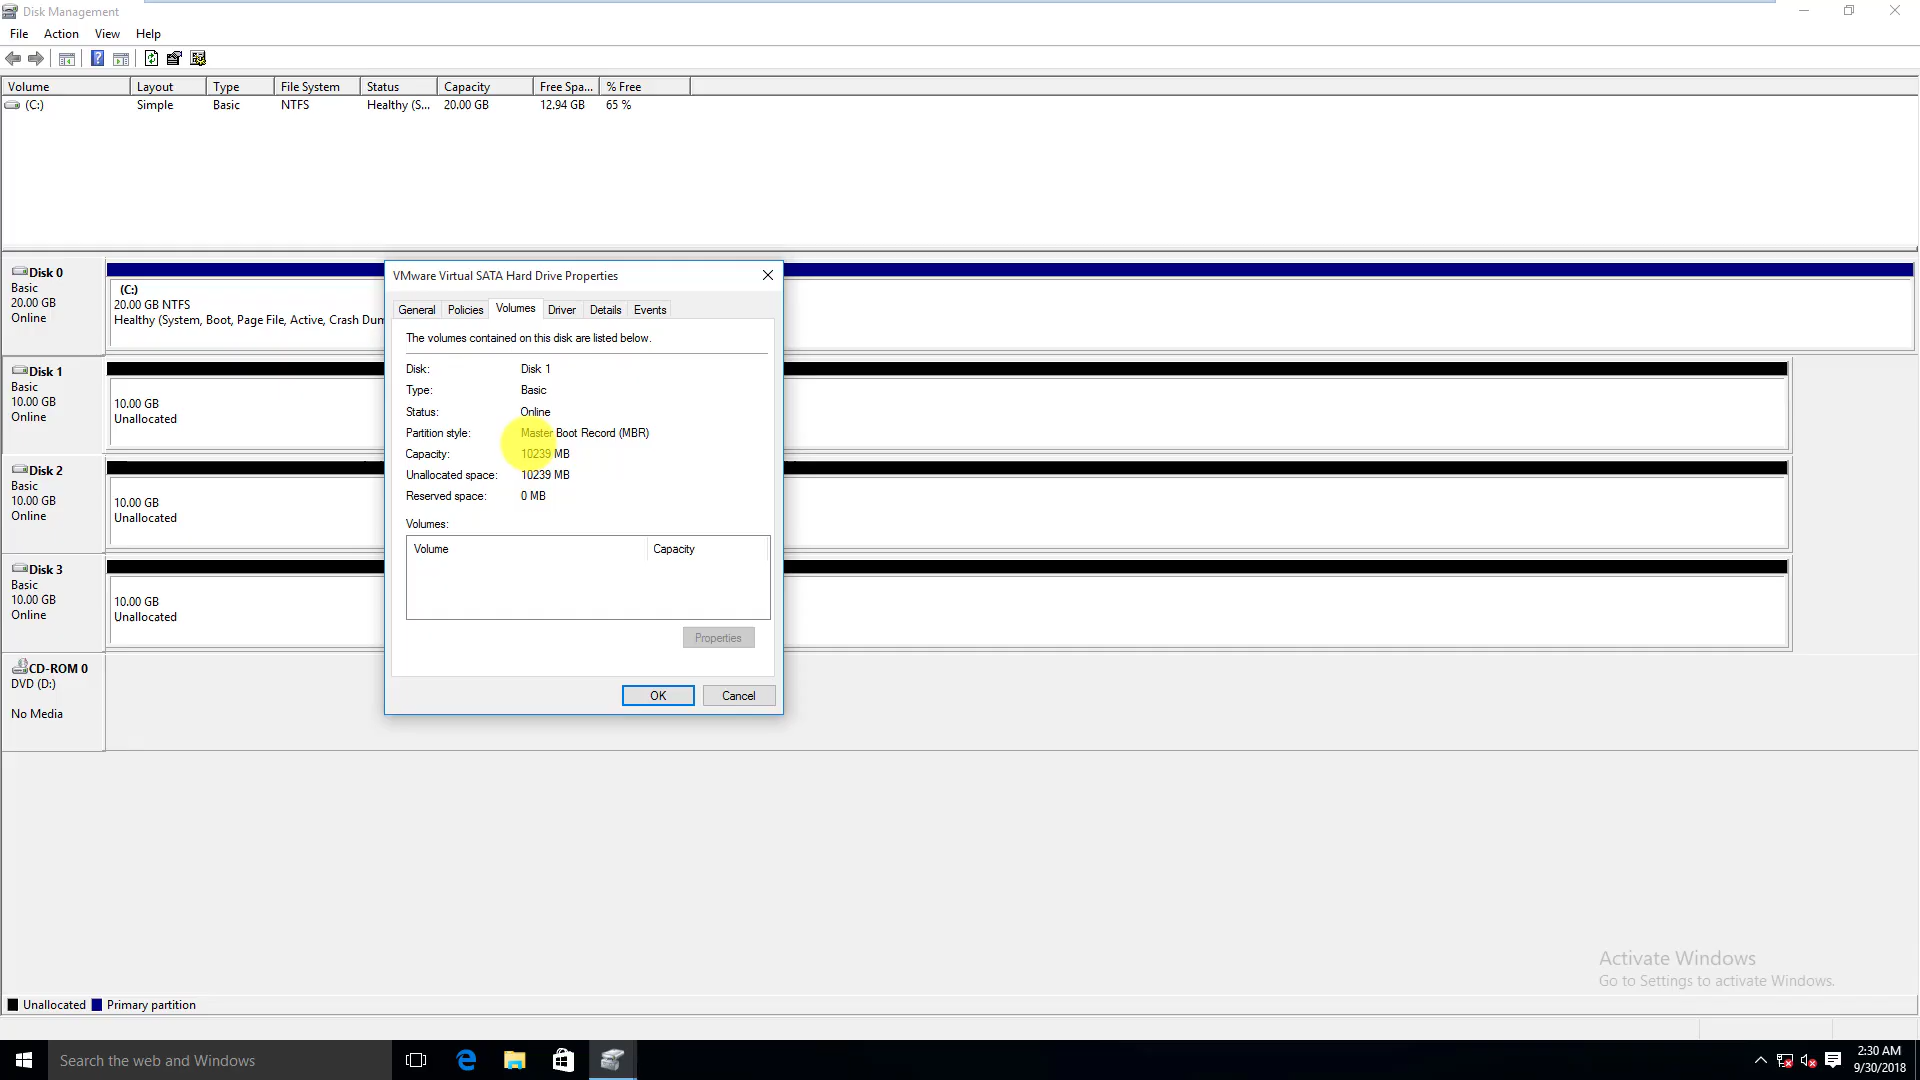 Disk Management
File Action View Help
Volume Layout Type File System Status Capacity Free Spa... % Free
(C:) Simple Basic NTFS Healthy (S... 20.00 GB 12.94 GB 65 %
Disk 0
Basic
20.00 GB
Online
(C:)
20.00 GB NTFS
Healthy (System, Boot, Page File, Active, Crash Dum
Disk 1
Basic
10.00 GB
Online
10.00 GB
Unallocated
Disk 2
Basic
10.00 GB
Online
10.00 GB
Unallocated
Disk 3
Basic
10.00 GB
Online
10.00 GB
Unallocated
CD-ROM 0
DVD (D:)
No Media
VMware Virtual SATA Hard Drive Properties
General Policies Volumes Driver Details Events
The volumes contained on this disk are listed below.
Disk: Disk 1
Type: Basic
Status: Online
Partition style: Master Boot Record (MBR)
Capacity: 10239 MB
Unallocated space: 10239 MB
Reserved space: 0 MB
Volumes:
Volume Capacity
Properties
OK Cancel
Activate Windows
Go to Settings to activate Windows.
Unallocated Primary partition
Search the web and Windows
2:30 AM
9/30/2018